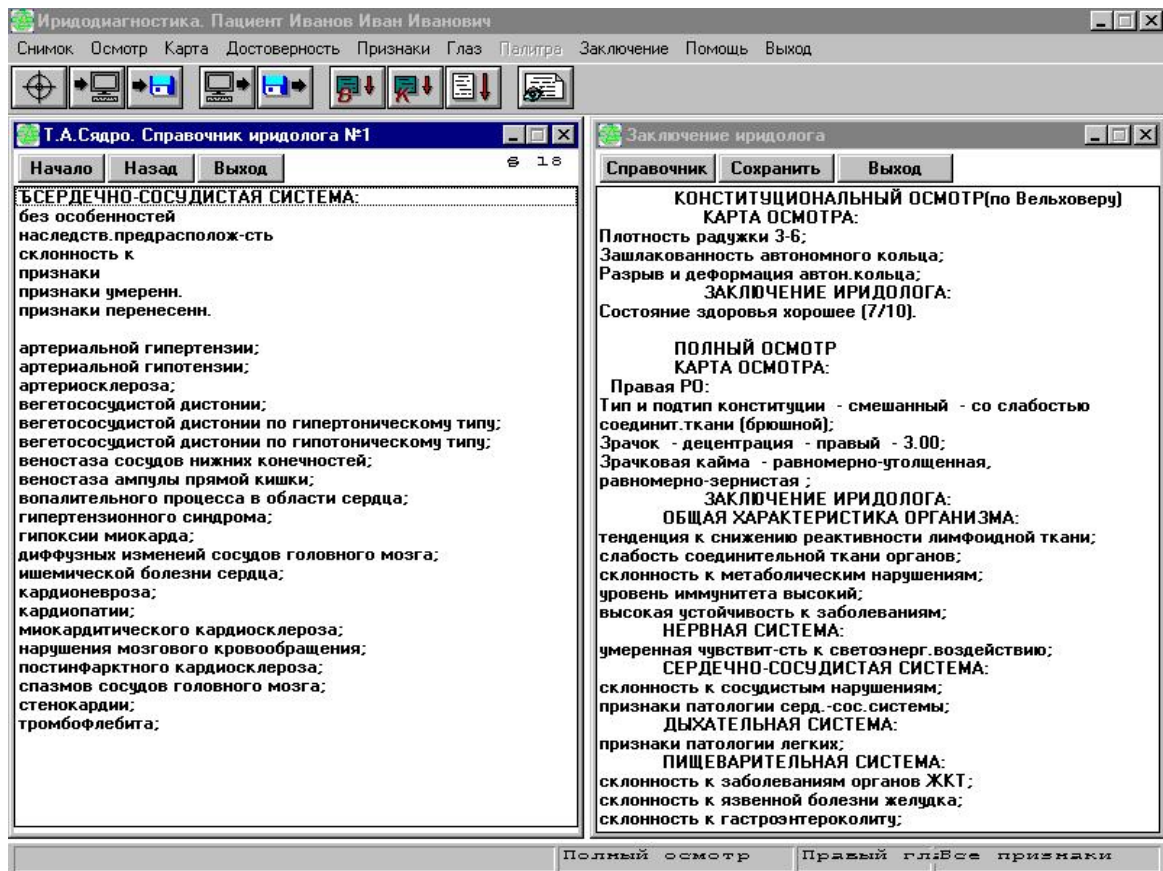 Иридодиагностика. Пациент Иванов Иван Иванович
Снимок Осмотр Карта Достоверность Признаки Глаз Палитра Заключение Помощь Выход
Т.А.Сядро. Справочник иридолога №1
Начало Назад Выход 6 18
БСЕРДЕЧНО-СОСУДИСТАЯ СИСТЕМА:
без особенностей
наследств.предрасполож-сть
склонность к
признаки
признаки умеренн.
признаки перенесенн.
артериальной гипертензии;
артериальной гипотензии;
артериосклероза;
вегетососудистой дистонии;
вегетососудистой дистонии по гипертоническому типу;
вегетососудистой дистонии по гипотоническому типу;
веностаза сосудов нижних конечностей;
веностаза ампулы прямой кишки;
вопалительного процесса в области сердца;
гипертензионного синдрома;
гипоксии миокарда;
диффузных изменеий сосудов головного мозга;
ишемической болезни сердца;
кардионевроза;
кардиопатии;
миокардитического кардиосклероза;
нарушения мозгового кровообращения;
постинфарктного кардиосклероза;
спазмов сосудов головного мозга;
стенокардии;
тромбофлебита;
Заключение иридолога
Справочник Сохранить Выход
КОНСТИТУЦИОНАЛЬНЫЙ ОСМОТР(по Вельховеру)
КАРТА ОСМОТРА:
Плотность радужки 3-6;
Зашлакованность автономного кольца;
Разрыв и деформация автон.кольца;
ЗАКЛЮЧЕНИЕ ИРИДОЛОГА:
Состояние здоровья хорошее (7/10).
ПОЛНЫЙ ОСМОТР
КАРТА ОСМОТРА:
Правая РО:
Тип и подтип конституции - смешанный - со слабостью
соединит.ткани (брюшной);
Зрачок - децентрация - правый - 3.00;
Зрачковая кайма - равномерно-утолщенная,
равномерно-зернистая ;
ЗАКЛЮЧЕНИЕ ИРИДОЛОГА:
ОБЩАЯ ХАРАКТЕРИСТИКА ОРГАНИЗМА:
тенденция к снижению реактивности лимфоидной ткани;
слабость соединительной ткани органов;
склонность к метаболическим нарушениям;
уровень иммунитета высокий;
высокая устойчивость к заболеваниям;
НЕРВНАЯ СИСТЕМА:
умеренная чувствит-сть к светоэнерг.воздействию;
СЕРДЕЧНО-СОСУДИСТАЯ СИСТЕМА:
склонность к сосудистым нарушениям;
признаки патологии серд.-сос.системы;
ДЫХАТЕЛЬНАЯ СИСТЕМА:
признаки патологии легких;
ПИЩЕВАРИТЕЛЬНАЯ СИСТЕМА:
склонность к заболеваниям органов ЖКТ;
склонность к язвенной болезни желудка;
склонность к гастроэнтероколиту;
Полный осмотр Правый гл Все признаки